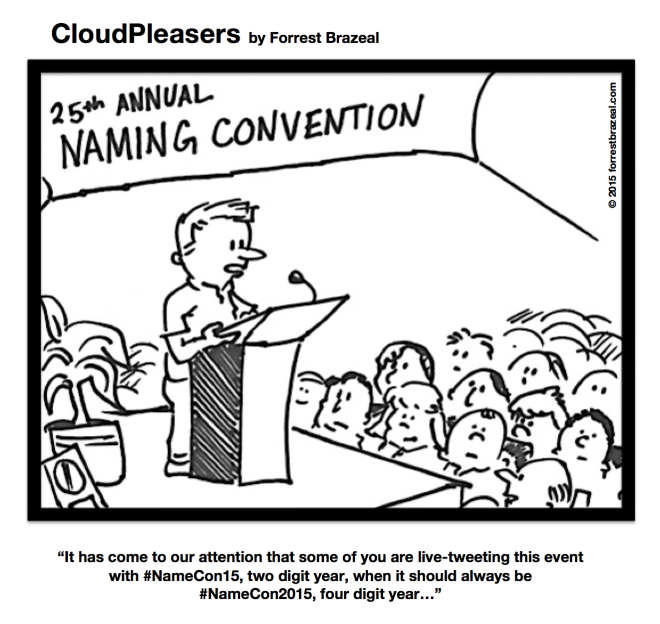 CloudPleasers by Forrest Brazeal
25th ANNUAL
NAMING CONVENTION
© 2015 forrestbrazeal.com
“It has come to our attention that some of you are live-tweeting this event
with #NameCon15, two digit year, when it should always be
#NameCon2015, four digit year…”